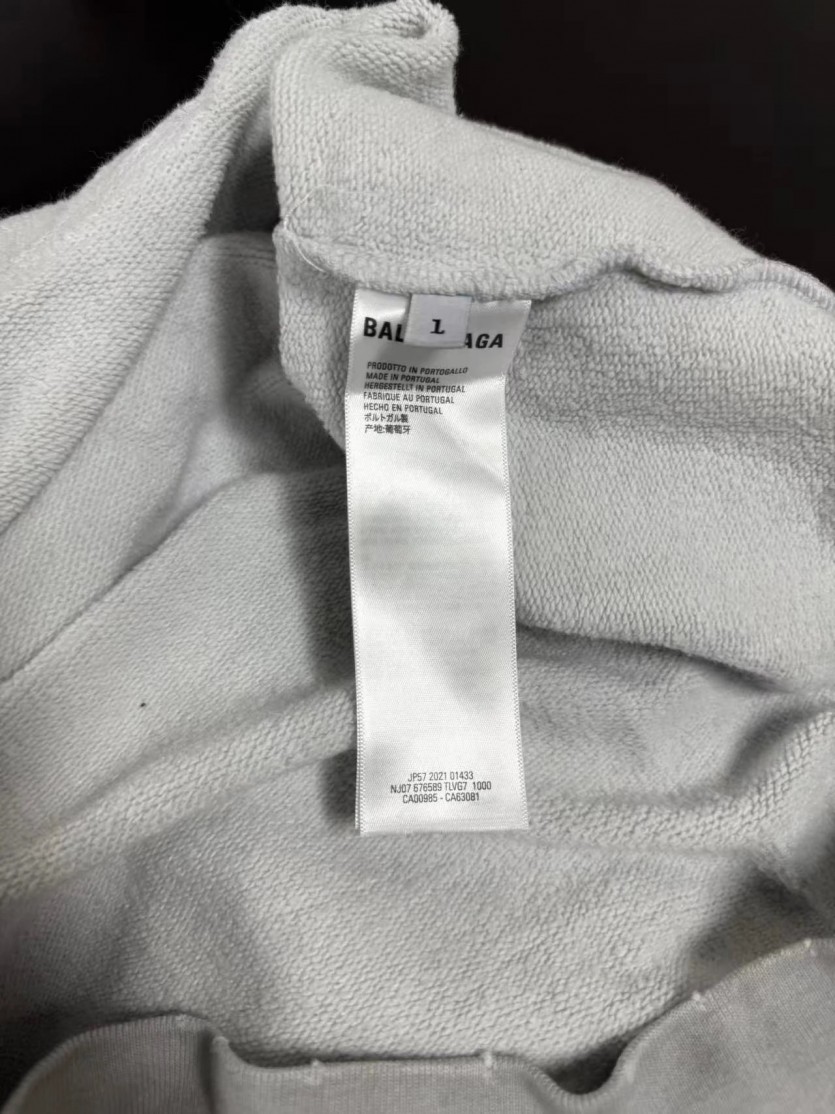 BAL AGA
1
PRODOTTO IN PORTOGALLO
MADE IN PORTUGAL
HERGESTELLT IN PORTUGAL
FABRIQUE AU PORTUGAL
HECHO EN PORTUGAL
ポルトガル製
产地:葡萄牙
JP57 2021 01433
NJ07 676589 TLVG7 1000
CA00985 - CA63081